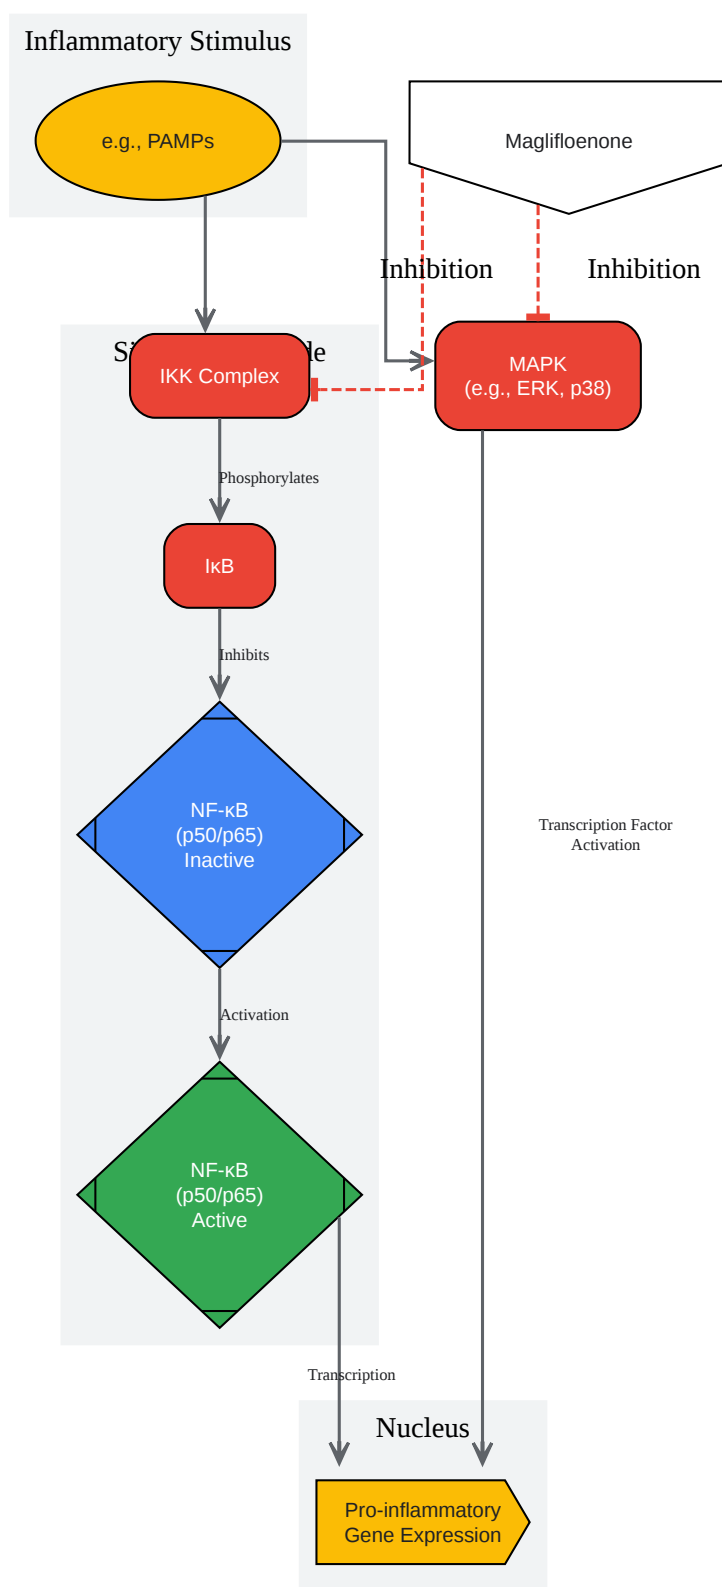 Inflammatory Stimulus
e.g., PAMPs
Maglifloenone
Inhibition
Inhibition
IKK Complex
MAPK
(e.g., ERK, p38)
Phosphorylates
IκB
Inhibits
NF-κB
(p50/p65)
Inactive
Transcription Factor
Activation
Activation
NF-κB
(p50/p65)
Active
Transcription
Nucleus
Pro-inflammatory
Gene Expression